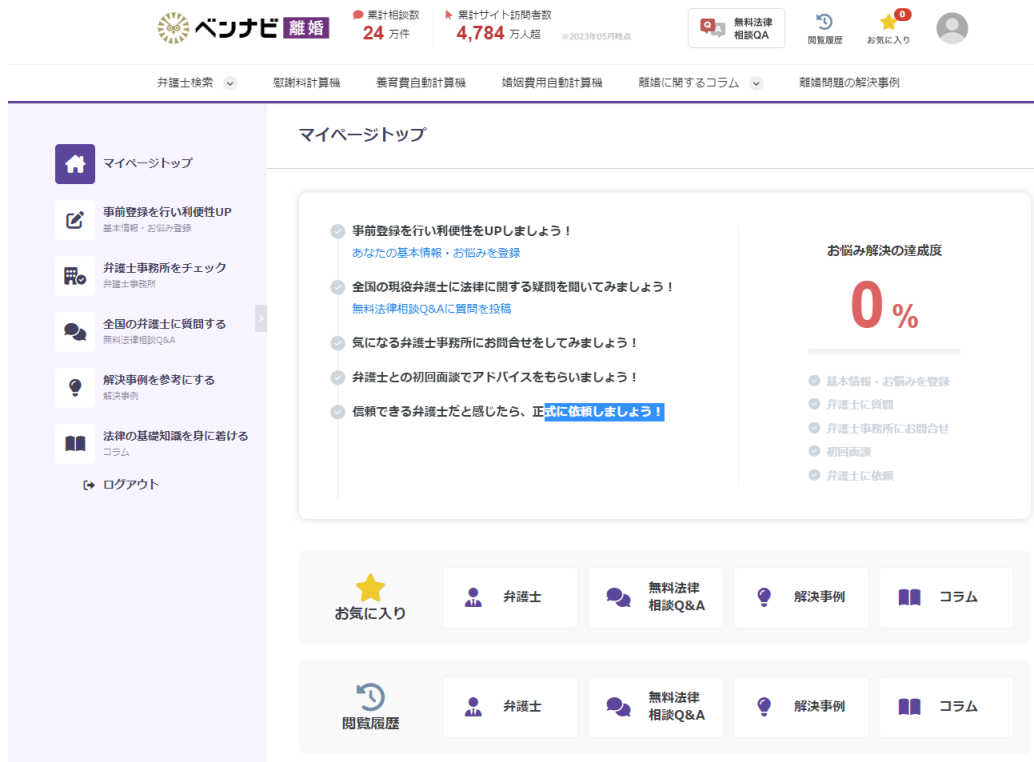 ベンナビ 離婚
累計相談数
24 万件
累計サイト訪問者数
4,784 万人超 ※2023年05月時点
無料法律
相談QA
閲覧履歴
0
お気に入り
弁護士検索 慰謝料計算機 養育費自動計算機 婚姻費用自動計算機 離婚に関するコラム 離婚問題の解決事例
マイページトップ
事前登録を行い利便性UP
基本情報・お悩み登録
弁護士事務所をチェック
弁護士事務所
全国の弁護士に質問する
無料法律相談Q&A
解決事例を参考にする
解決事例
法律の基礎知識を身に着ける
コラム
ログアウト
マイページトップ
事前登録を行い利便性をUPしましょう！
あなたの基本情報・お悩みを登録
全国の現役弁護士に法律に関する疑問を聞いてみましょう！
無料法律相談Q&Aに質問を投稿
気になる弁護士事務所にお問合せをしてみましょう！
弁護士との初回面談でアドバイスをもらいましょう！
信頼できる弁護士だと感じたら、正式に依頼しましょう！
お悩み解決の達成度
0 %
基本情報・お悩みを登録
弁護士に質問
弁護士事務所にお問合せ
初回面談
弁護士に依頼
お気に入り
弁護士
無料法律
相談Q&A
解決事例
コラム
閲覧履歴
弁護士
無料法律
相談Q&A
解決事例
コラム